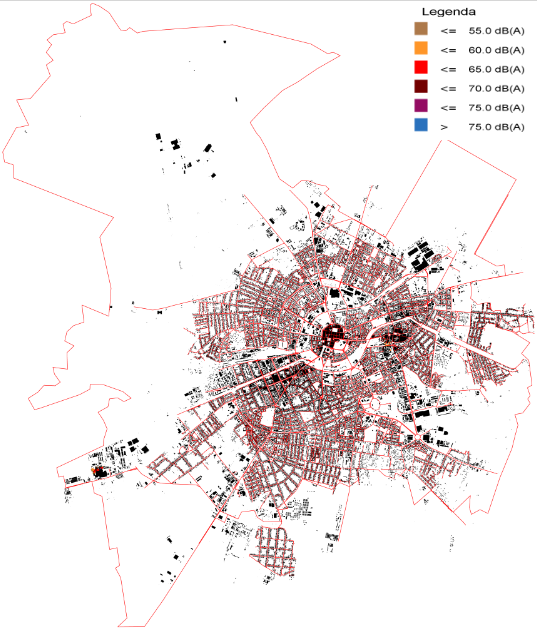 Legenda
<= 55.0 dB(A)
<= 60.0 dB(A)
<= 65.0 dB(A)
<= 70.0 dB(A)
<= 75.0 dB(A)
> 75.0 dB(A)